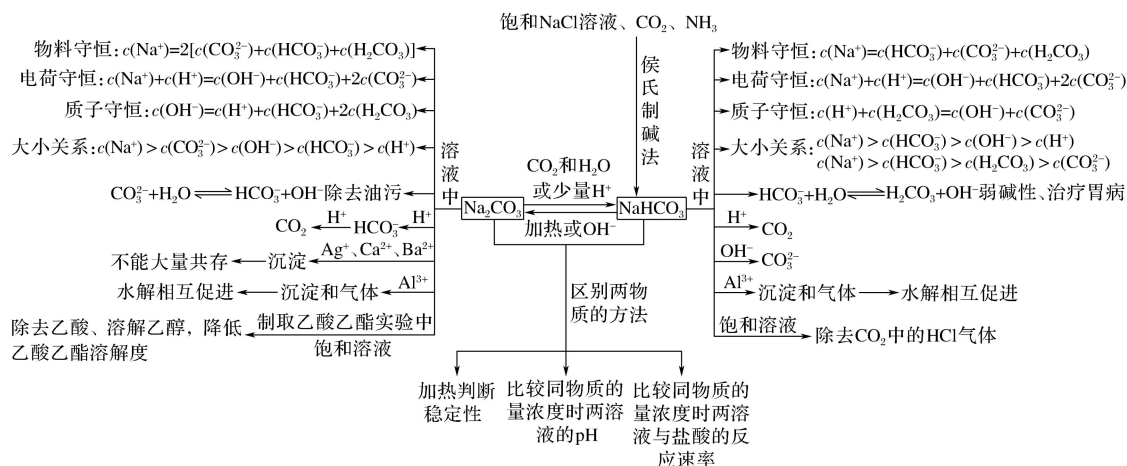 饱和NaCl溶液、CO₂、NH₃
侯氏制碱法
物料守恒:c(Na⁺)=2[c(CO₃²⁻)+c(HCO₃⁻)+c(H₂CO₃)]
电荷守恒:c(Na⁺)+c(H⁺)=c(OH⁻)+c(HCO₃⁻)+2c(CO₃²⁻)
质子守恒:c(OH⁻)=c(H⁺)+c(HCO₃⁻)+2c(H₂CO₃)
大小关系:c(Na⁺)>c(CO₃²⁻)>c(OH⁻)>c(HCO₃⁻)>c(H⁺)
溶液中
CO₃²⁻+H₂O⇌HCO₃⁻+OH⁻除去油污
CO₂ H⁺ HCO₃⁻ H⁺
不能大量共存 沉淀 Ag⁺、Ca²⁺、Ba²⁺
水解相互促进 沉淀和气体 Al³⁺
除去乙酸、溶解乙醇,降低
乙酸乙酯溶解度
制取乙酸乙酯实验中
饱和溶液
Na₂CO₃
CO₂和H₂O
或少量H⁺
加热或OH⁻
NaHCO₃
物料守恒:c(Na⁺)=c(HCO₃⁻)+c(CO₃²⁻)+c(H₂CO₃)
电荷守恒:c(Na⁺)+c(H⁺)=c(OH⁻)+c(HCO₃⁻)+2c(CO₃²⁻)
质子守恒:c(H⁺)+c(H₂CO₃)=c(OH⁻)+c(CO₃²⁻)
大小关系:c(Na⁺)>c(HCO₃⁻)>c(OH⁻)>c(H⁺)
c(Na⁺)>c(HCO₃⁻)>c(H₂CO₃)>c(CO₃²⁻)
溶液中
HCO₃⁻+H₂O⇌H₂CO₃+OH⁻弱碱性、治疗胃病
H⁺ CO₂
OH⁻ CO₃²⁻
Al³⁺ 沉淀和气体 水解相互促进
饱和溶液 除去CO₂中的HCl气体
区别两物
质的方法
加热判断
稳定性
比较同物质的
量浓度时两溶
液的pH
比较同物质的
量浓度时两溶
液与盐酸的反
应速率